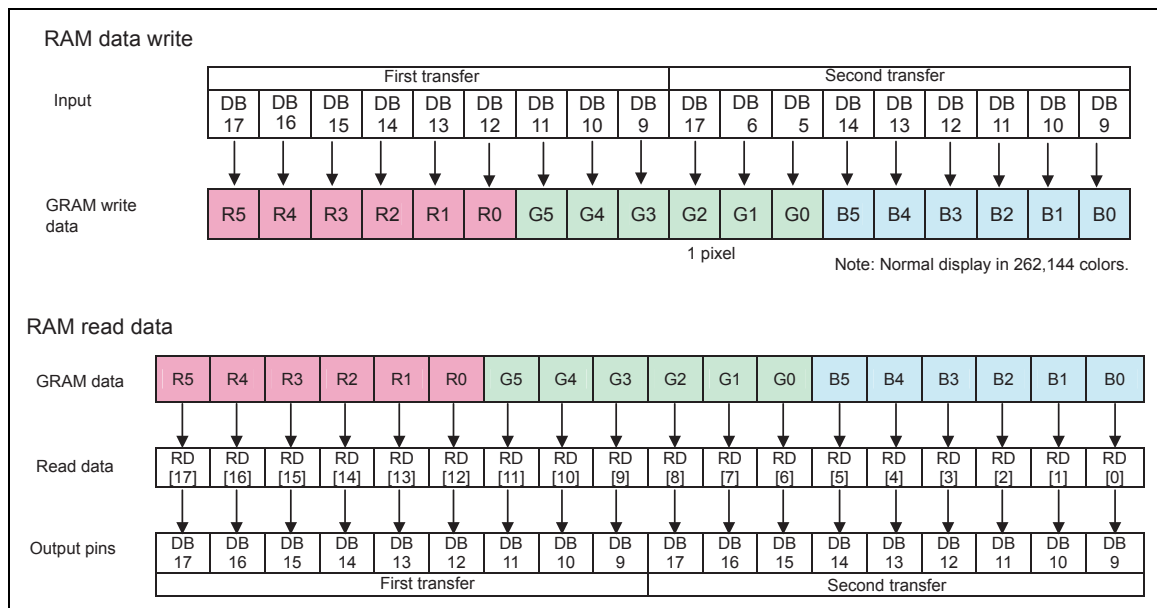 RAM data write
First transfer Second transfer
Input DB 17 DB 16 DB 15 DB 14 DB 13 DB 12 DB 11 DB 10 DB 9 DB 17 DB 6 DB 5 DB 14 DB 13 DB 12 DB 11 DB 10 DB 9
GRAM write data R5 R4 R3 R2 R1 R0 G5 G4 G3 G2 G1 G0 B5 B4 B3 B2 B1 B0
1 pixel
Note: Normal display in 262,144 colors.
RAM read data
GRAM data R5 R4 R3 R2 R1 R0 G5 G4 G3 G2 G1 G0 B5 B4 B3 B2 B1 B0
Read data RD [17] RD [16] RD [15] RD [14] RD [13] RD [12] RD [11] RD [10] RD [9] RD [8] RD [7] RD [6] RD [5] RD [4] RD [3] RD [2] RD [1] RD [0]
Output pins DB 17 DB 16 DB 15 DB 14 DB 13 DB 12 DB 11 DB 10 DB 9 DB 17 DB 16 DB 15 DB 14 DB 13 DB 12 DB 11 DB 10 DB 9
First transfer Second transfer